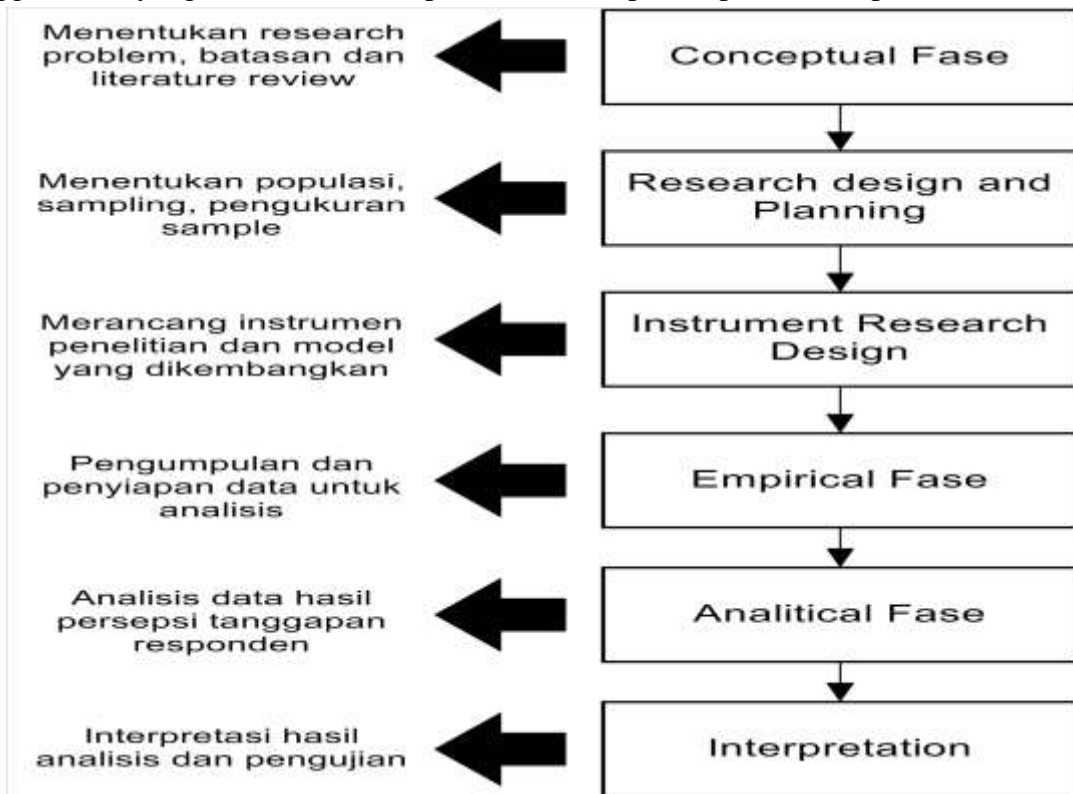 Menentukan research
problem, batasan dan
literature review
Conceptual Fase
Menentukan populasi,
sampling, pengukuran
sample
Research design and
Planning
Merancang instrumen
penelitian dan model
yang dikembangkan
Instrument Research
Design
Pengumpulan dan
penyiapan data untuk
analisis
Empirical Fase
Analisis data hasil
persepsi tanggapan
responden
Analitical Fase
Interpretasi hasil
analisis dan pengujian
Interpretation